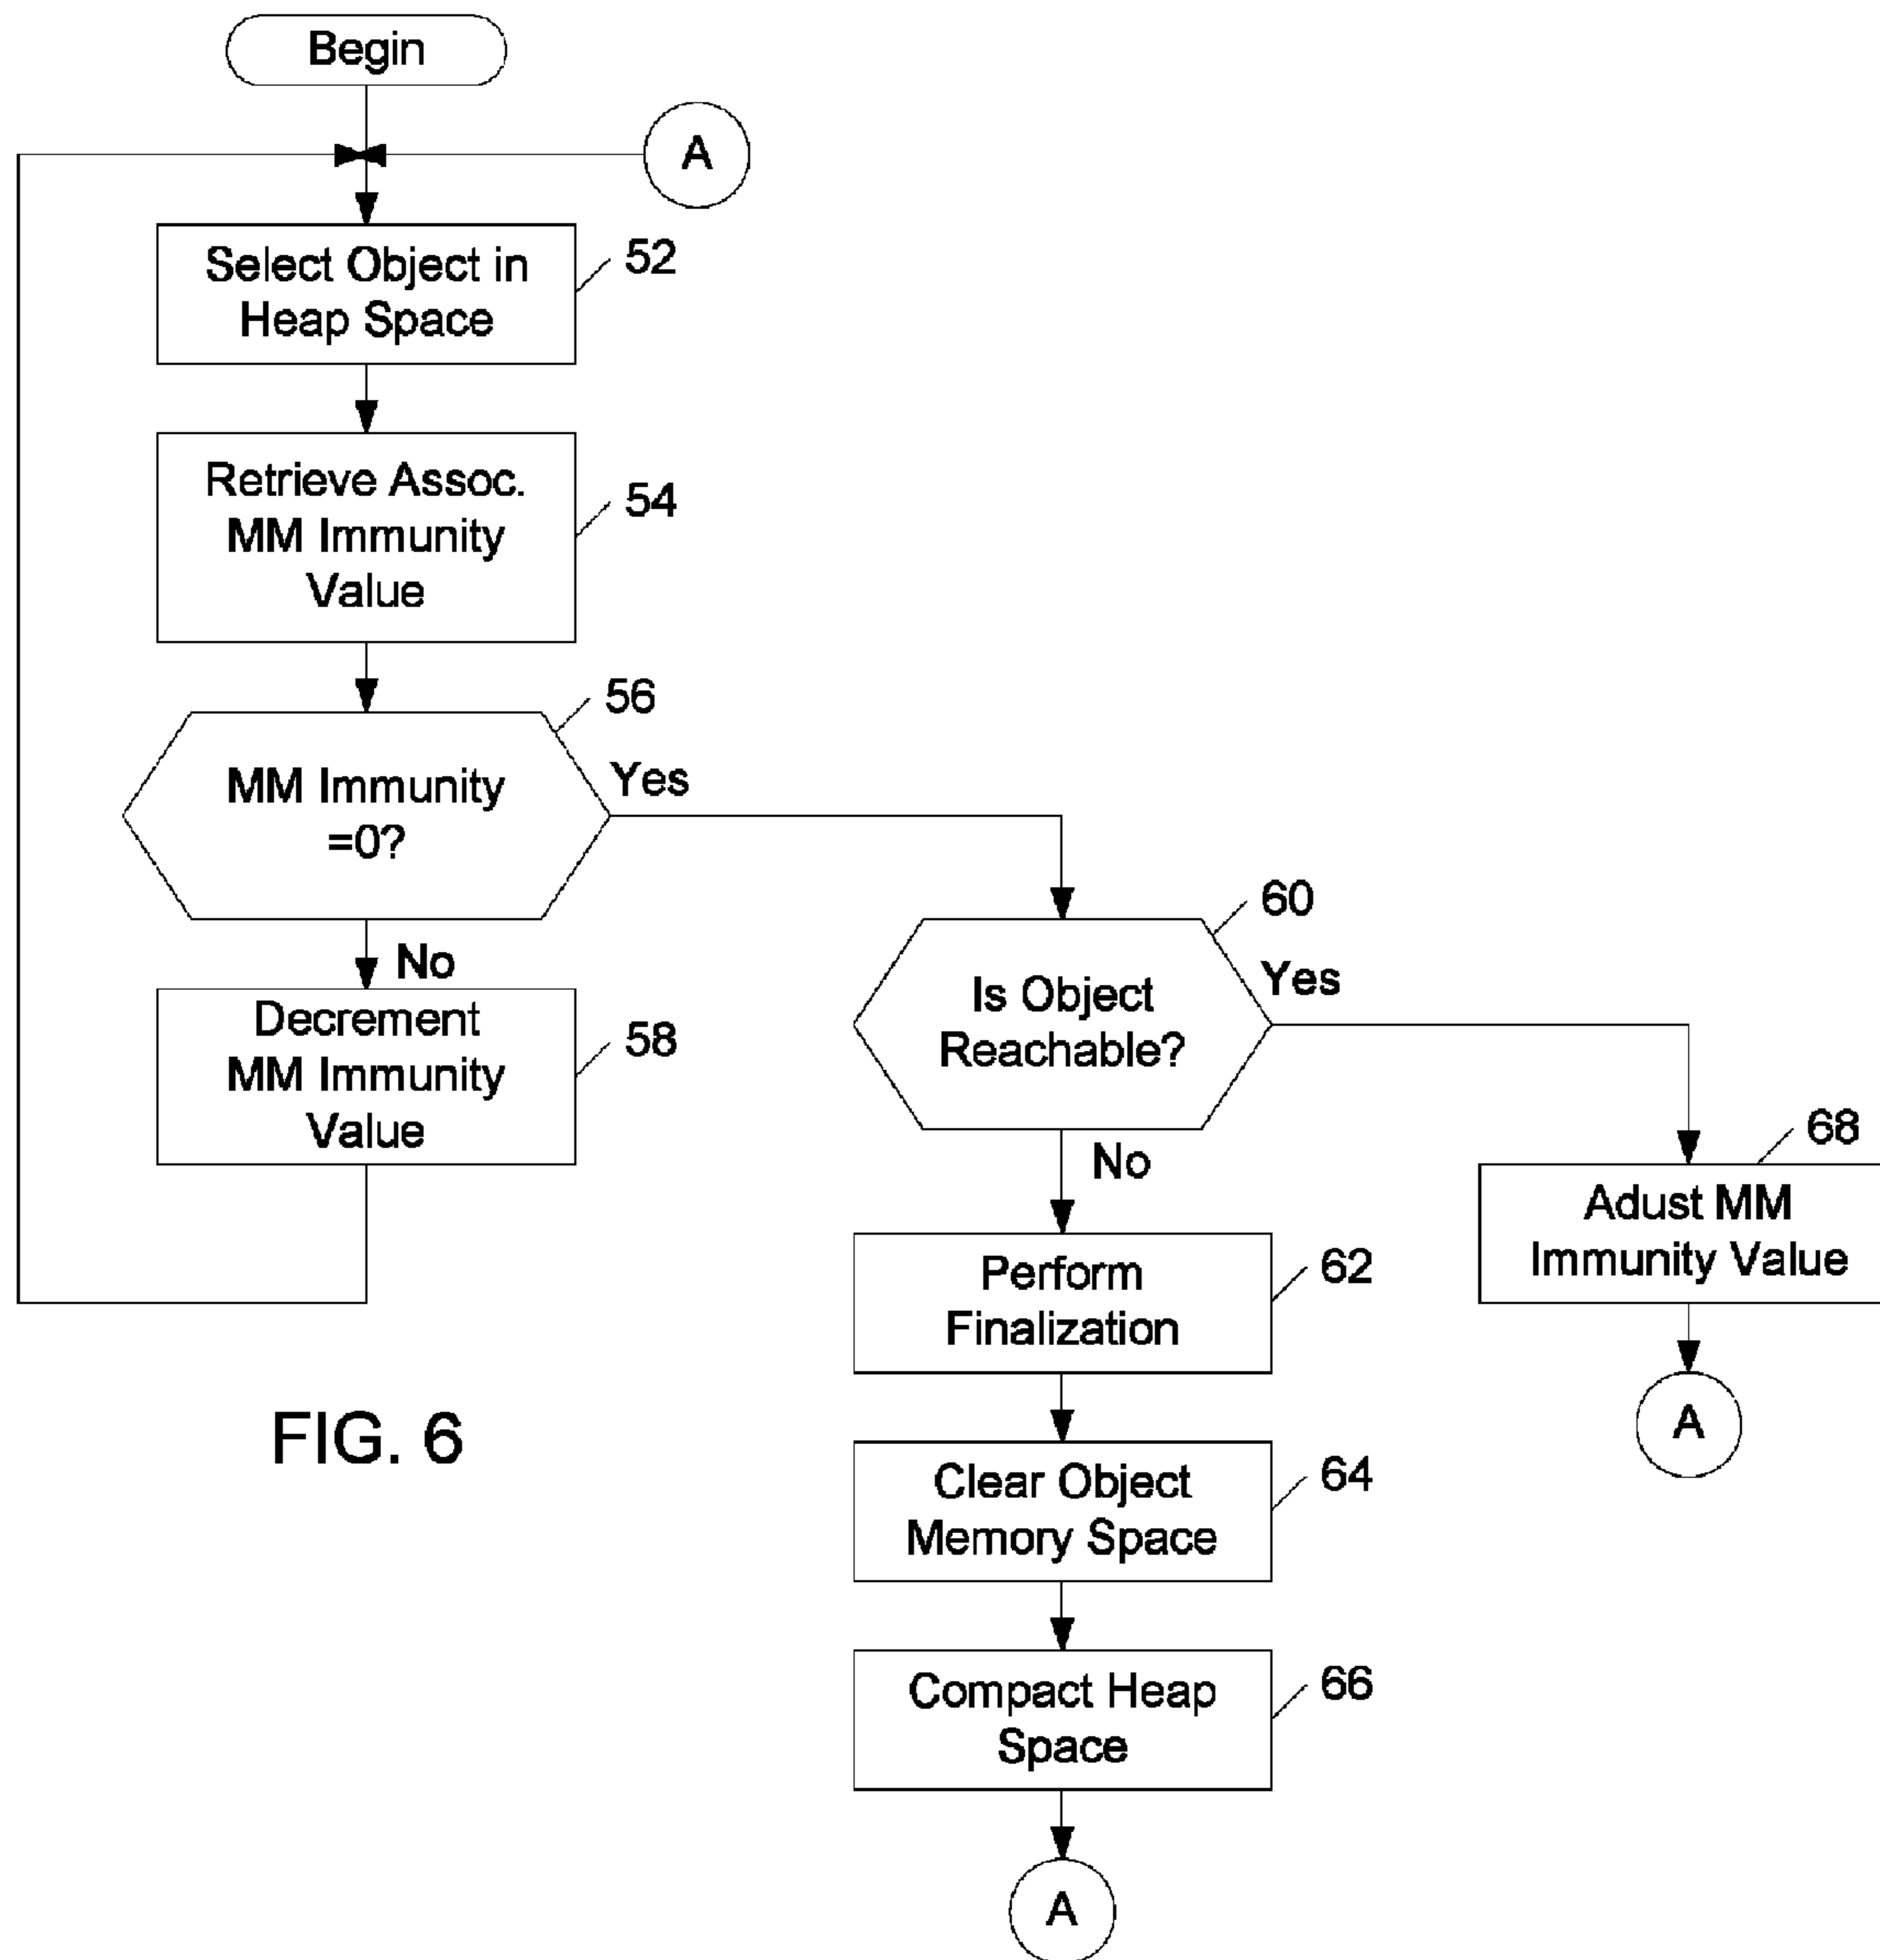 Begin
A
Select Object in
Heap Space
52
Retrieve Assoc.
MM Immunity
Value
54
56
MM Immunity
=0?
Yes
No
Decrement
MM Immunity
Value
58
60
Is Object
Reachable?
Yes
No
68
Adust MM
Immunity Value
A
Perform
Finalization
62
Clear Object
Memory Space
64
Compact Heap
Space
66
A
FIG. 6